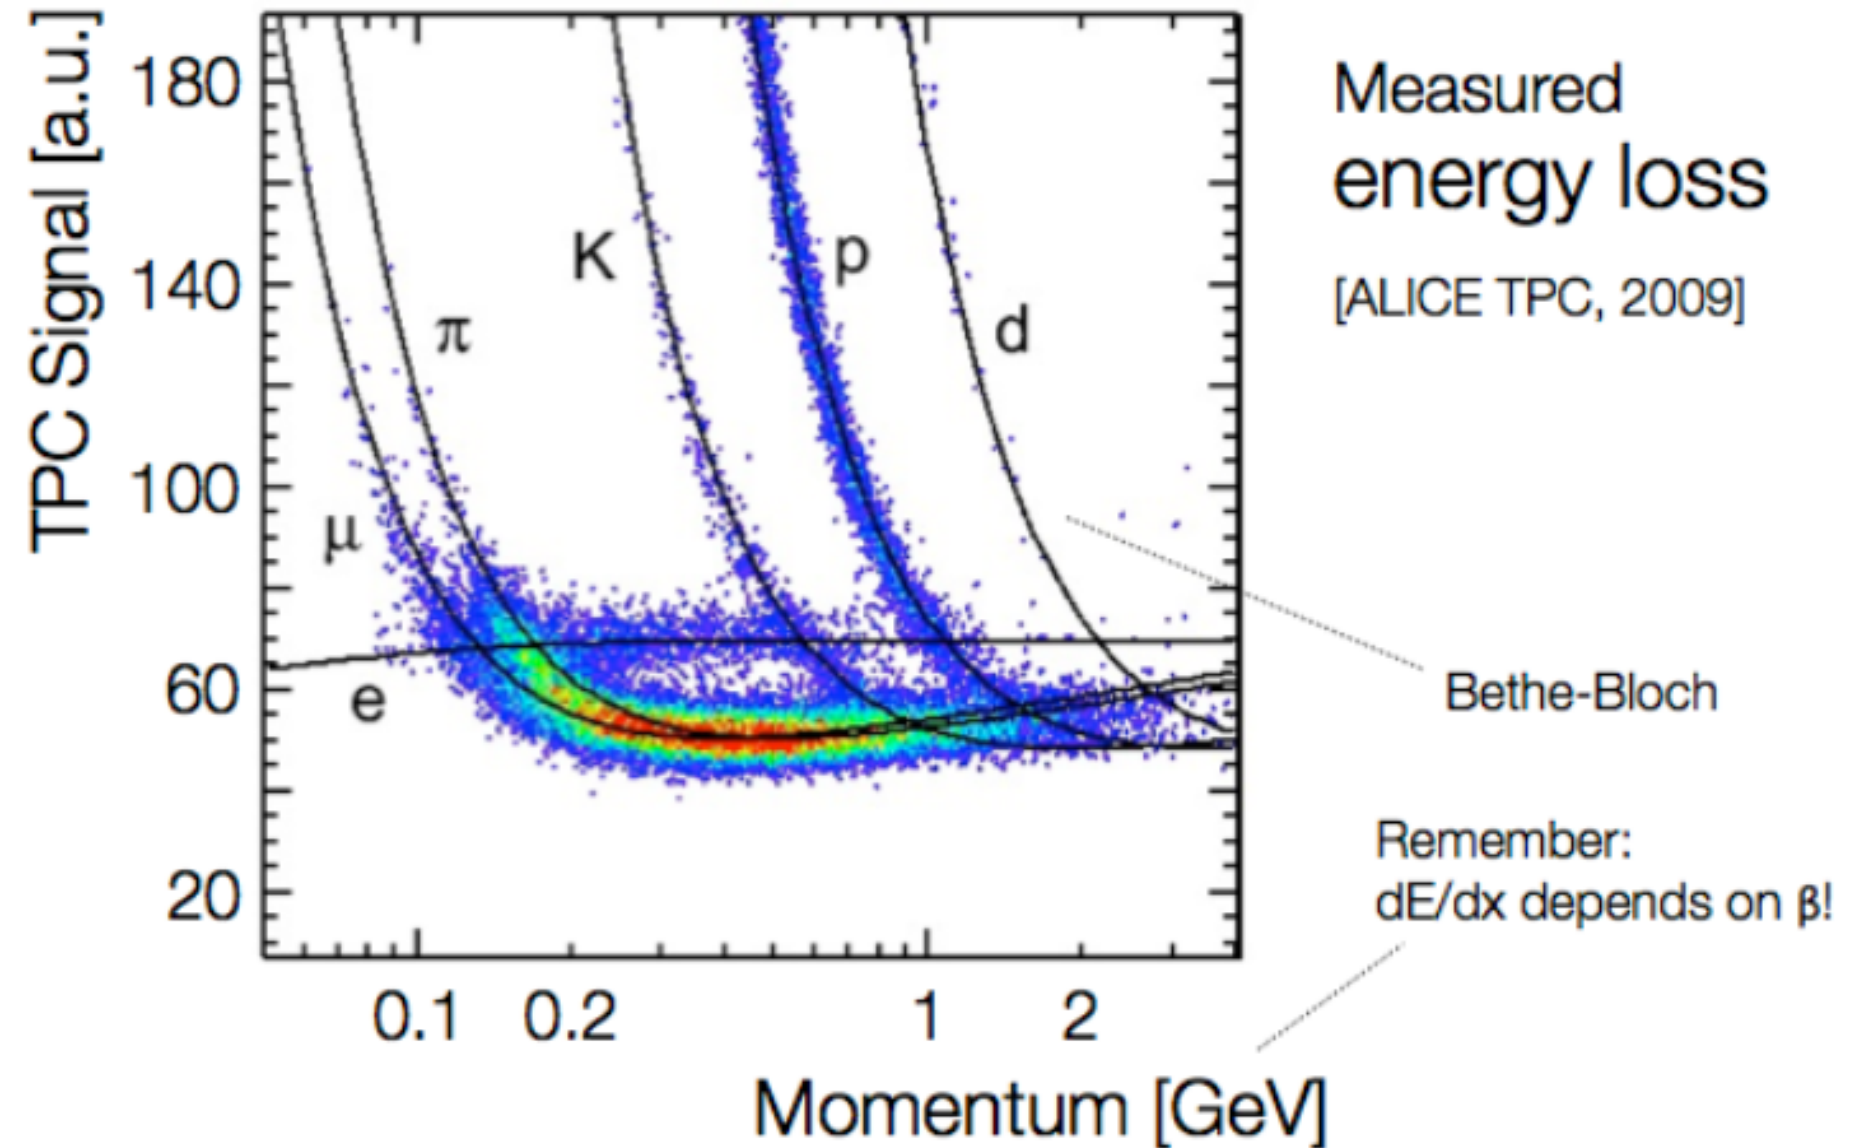 TPC Signal [a.u.]
180
140
100
60
20
K
p
π
d
μ
e
0.1 0.2 1 2
Momentum [GeV]
Measured
energy loss
[ALICE TPC, 2009]
Bethe-Bloch
Remember:
dE/dx depends on β!